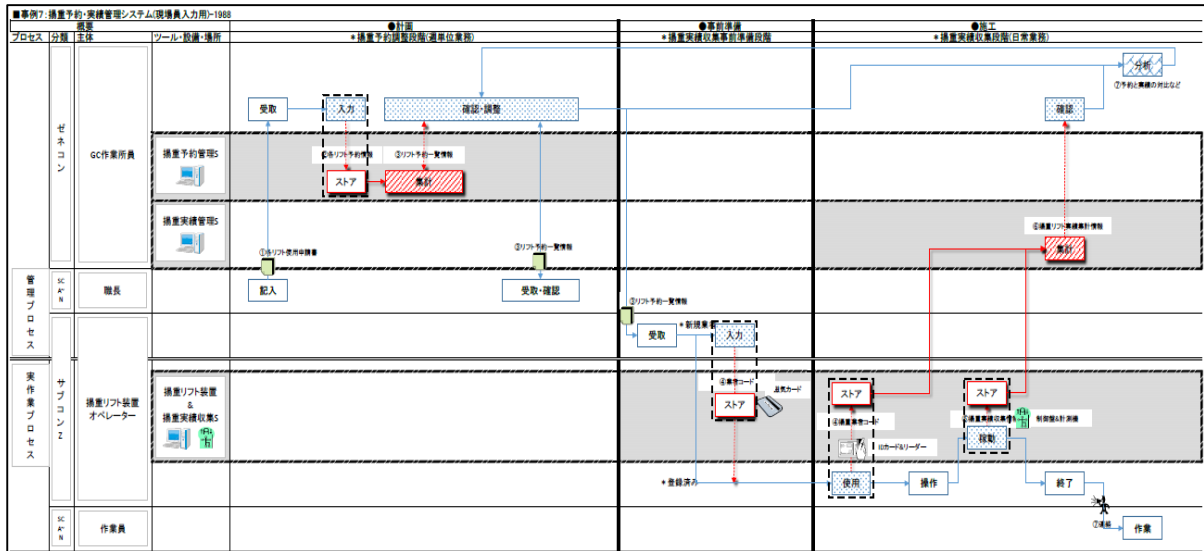 ■事例7：揚重予約・実績管理システム(現場員入力用)-1988
概要
●計画
●事前準備
●施工
プロセス
分類
主体
ツール・設備・場所
＊揚重予約調整段階(週単位業務)
＊揚重実績収集事前準備段階
＊揚重実績収集段階(日常業務)
分析
⑦予約と実績の対比など
受取
入力
確認・調整
確認
ゼネコン
GC作業所員
揚重予約管理S
②各リフト予約情報
③リフト予約一覧情報
ストア
集計
揚重実績管理S
⑥揚重リフト実績集計情報
集計
①各リフト使用申請書
③リフト予約一覧情報
管理プロセス
SCA~N
職長
記入
受取・確認
③リフト予約一覧情報
受取
＊新規業者
入力
実作業プロセス
サブコンZ
揚重リフト装置
オペレーター
揚重リフト装置
&
揚重実績収集S
④業者コード
磁気カード
ストア
ストア
ストア
④揚重業者コード
制御盤&計測機
IDカード&リーダー
稼動
＊登録済み
使用
操作
終了
⑦連絡
SCA~N
作業員
作業